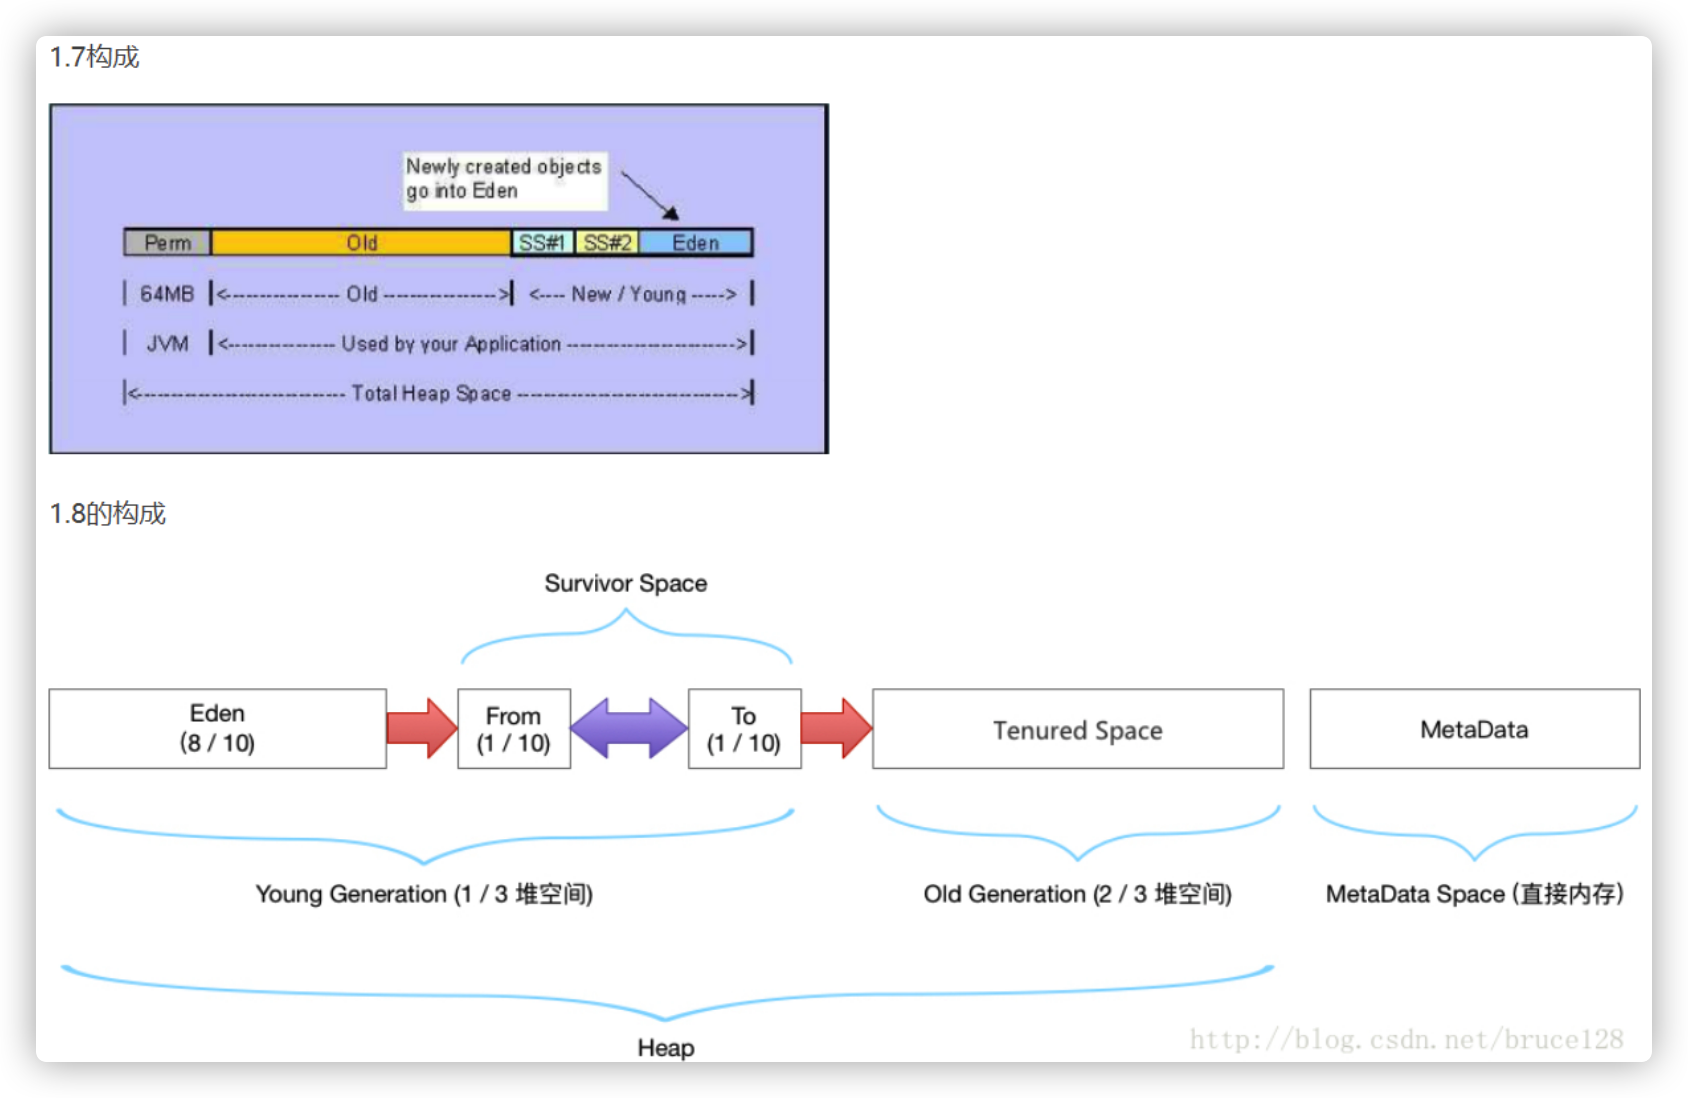 1.7构成
Newly created objects
go into Eden
Perm Old SS#1 SS#2 Eden
64MB Old New / Young
JVM Used by your Application
Total Heap Space
1.8的构成
Survivor Space
Eden
(8 / 10)
From
(1 / 10)
To
(1 / 10)
Tenured Space
MetaData
Young Generation (1 / 3 堆空间)
Old Generation (2 / 3 堆空间)
MetaData Space (直接内存)
Heap
http://blog.csdn.net/bruce128